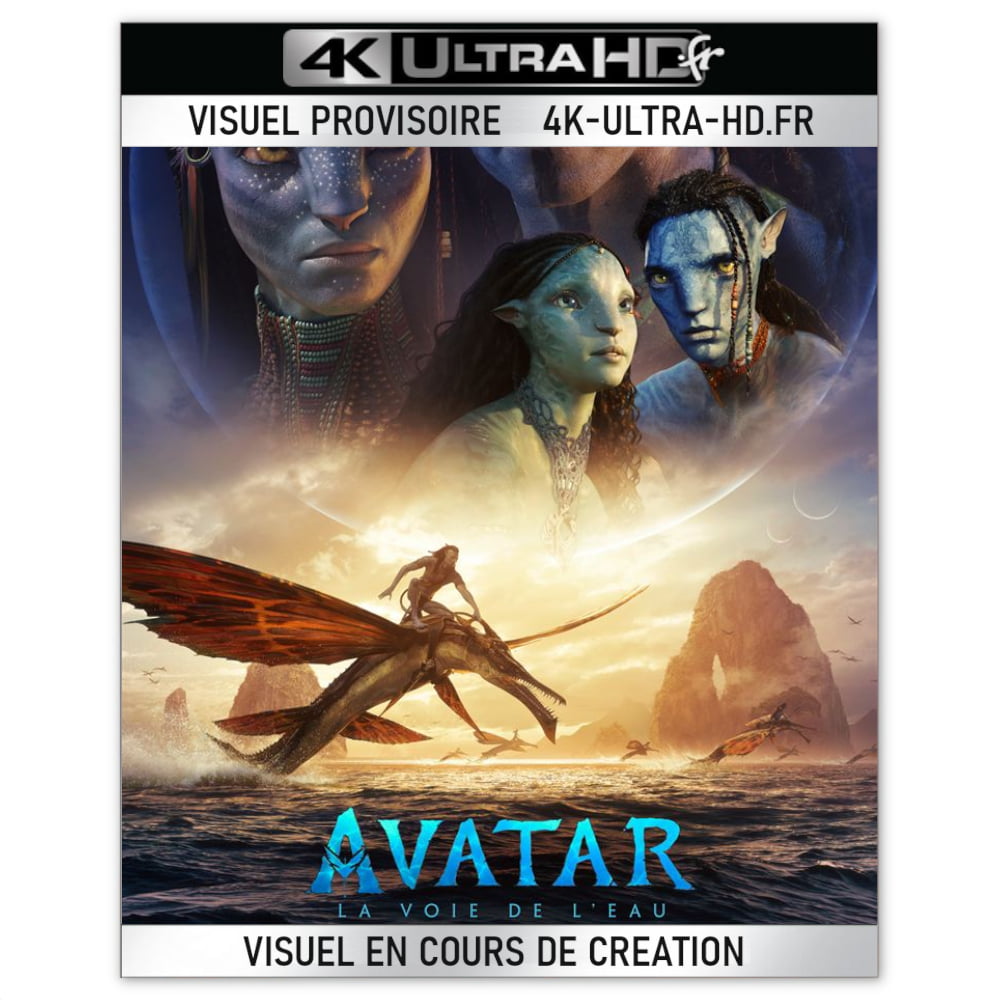 4K ULTRA HD.fr
VISUEL PROVISOIRE 4K-ULTRA-HD.FR
AVATAR
LA VOIE DE L'EAU
VISUEL EN COURS DE CREATION